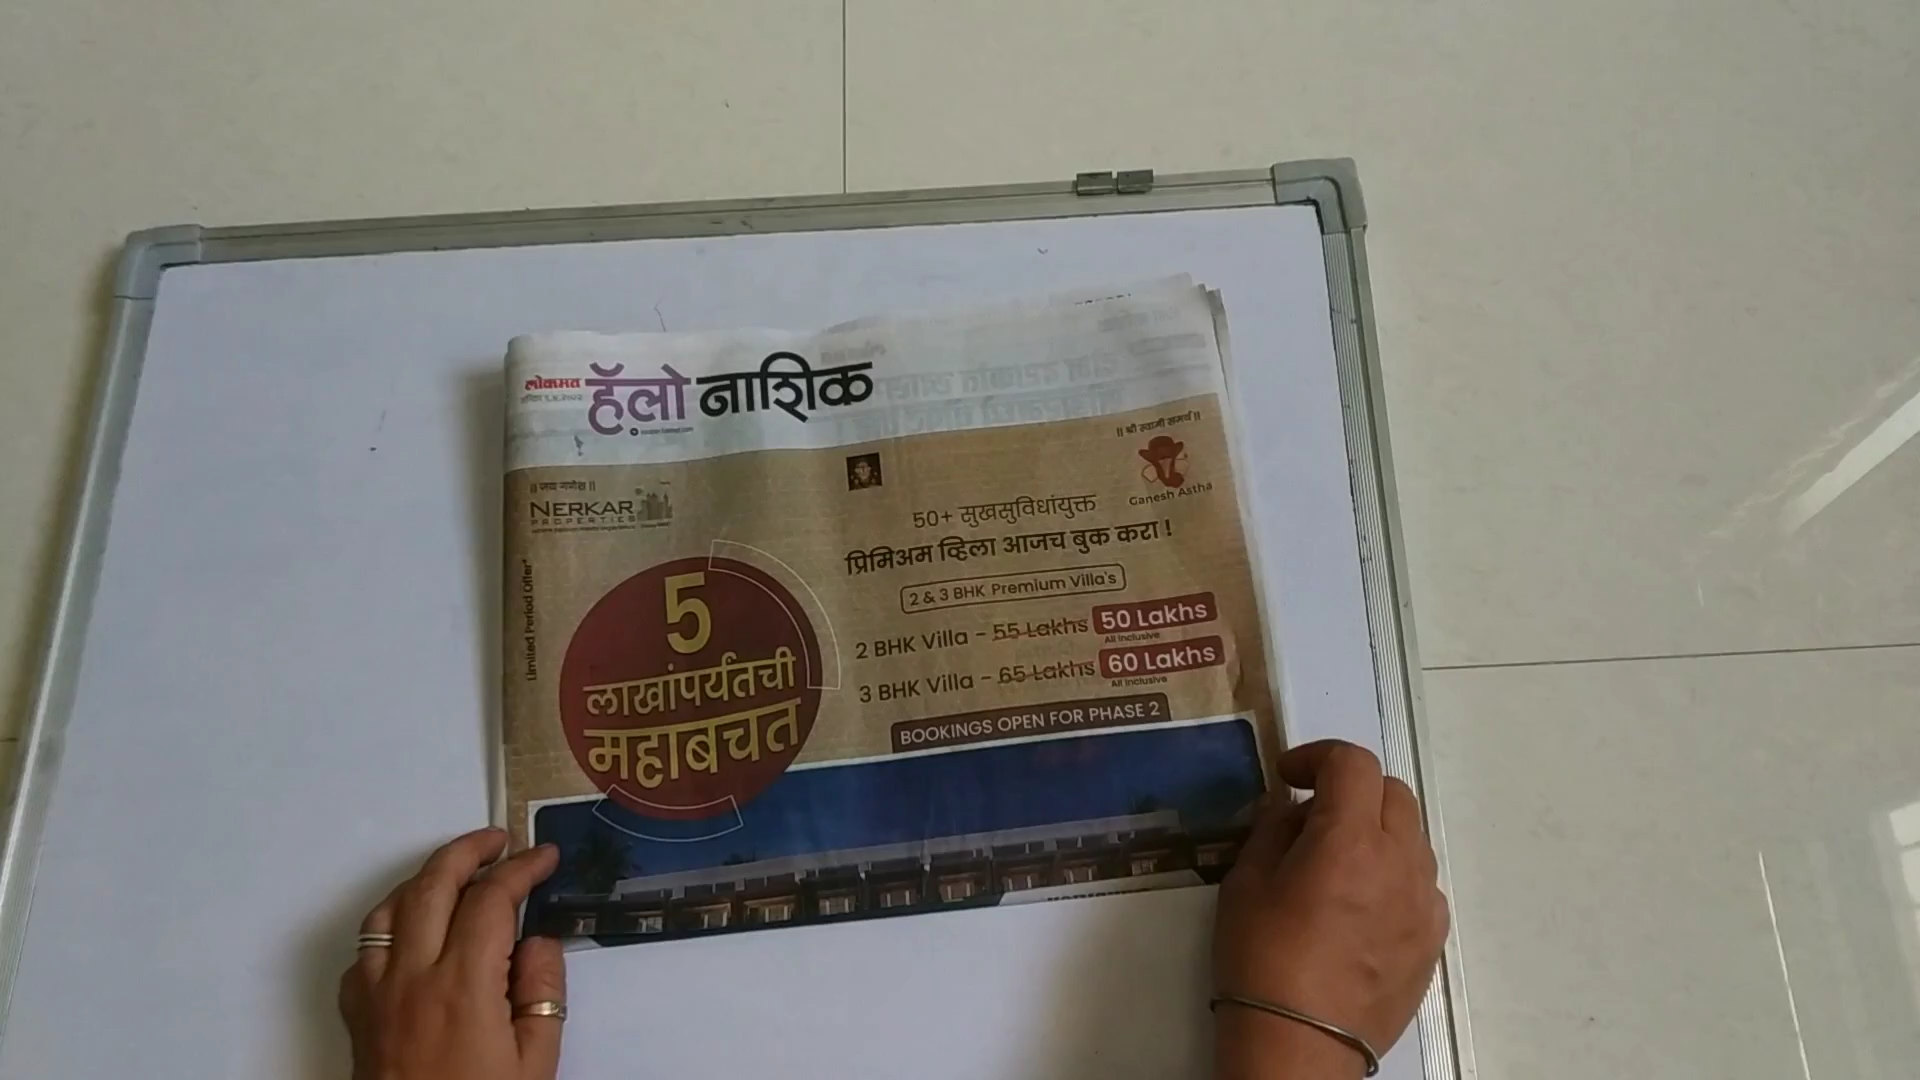 लोकमत
हॅलो नाशिक
|| जय गणेश ||
NERKAR
PROPERTIES
|| श्री स्वामी समर्थ ||
Ganesh Astha
Limited Period Offer*
5
लाखांपर्यंतची
महाबचत
50+ सुखसुविधांयुक्त
प्रिमिअम व्हिला आजच बुक करा !
2 & 3 BHK Premium Villa's
2 BHK Villa – 55 Lakhs 50 Lakhs
All Inclusive
3 BHK Villa – 65 Lakhs 60 Lakhs
All Inclusive
BOOKINGS OPEN FOR PHASE 2